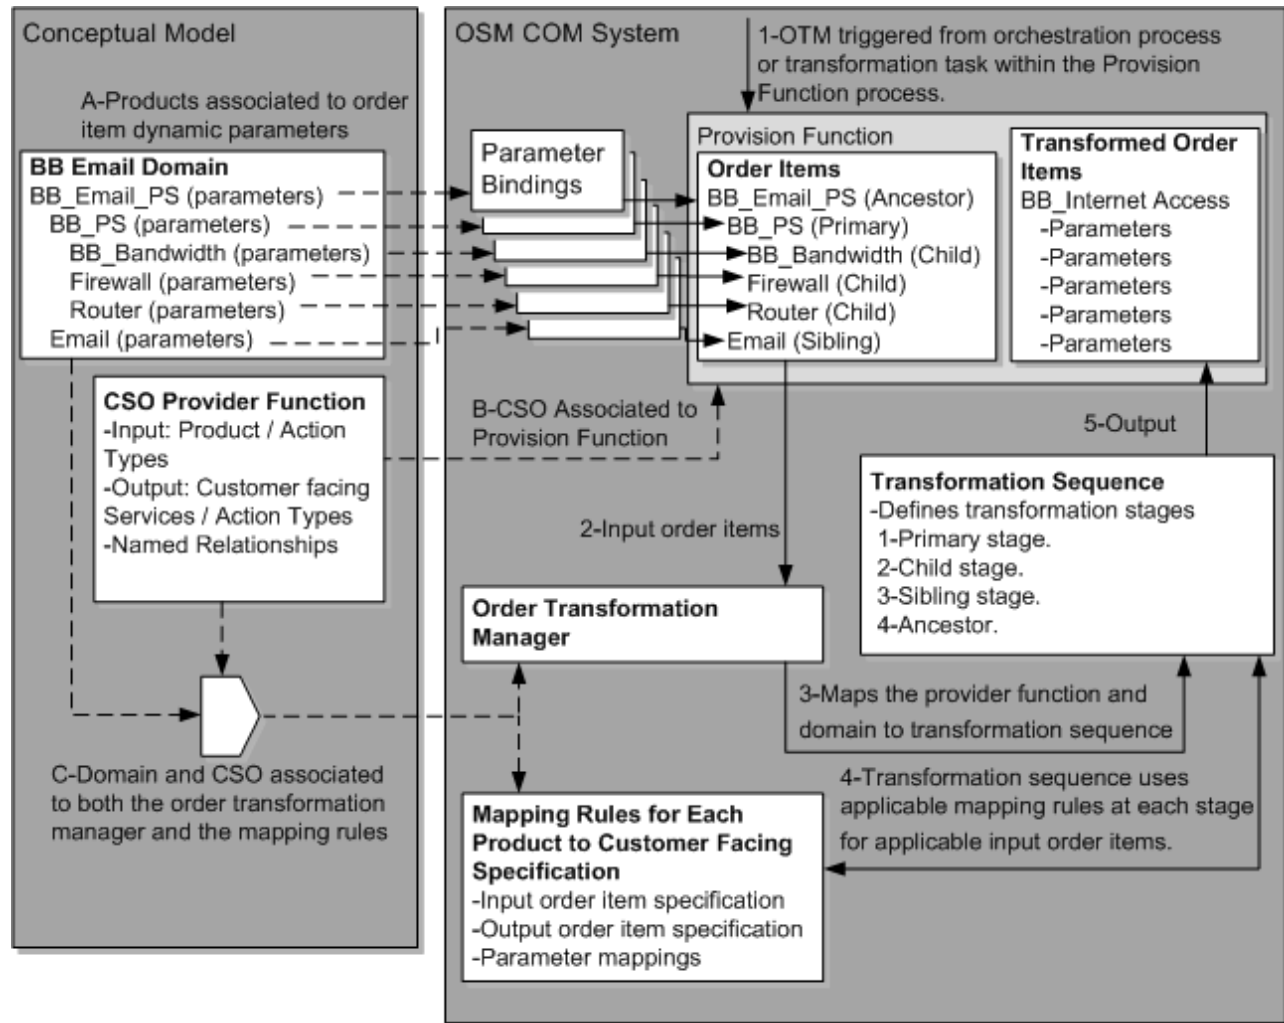 Conceptual Model
A-Products associated to order
item dynamic parameters
BB Email Domain
BB_Email_PS (parameters)
BB_PS (parameters)
BB_Bandwidth (parameters)
Firewall (parameters)
Router (parameters)
Email (parameters)
CSO Provider Function
-Input: Product / Action
Types
-Output: Customer facing
Services / Action Types
-Named Relationships
C-Domain and CSO associated
to both the order transformation
manager and the mapping rules
OSM COM System
1-OTM triggered from orchestration process
or transformation task within the Provision
Function process.
Parameter
Bindings
Provision Function
Order Items
BB_Email_PS (Ancestor)
BB_PS (Primary)
BB_Bandwidth (Child)
Firewall (Child)
Router (Child)
Email (Sibling)
Transformed Order
Items
BB_Internet Access
-Parameters
-Parameters
-Parameters
-Parameters
-Parameters
B-CSO Associated to
Provision Function
2-Input order items
5-Output
Transformation Sequence
-Defines transformation stages
1-Primary stage.
2-Child stage.
3-Sibling stage.
4-Ancestor.
Order Transformation
Manager
3-Maps the provider function and
domain to transformation sequence
4-Transformation sequence uses
applicable mapping rules at each stage
for applicable input order items.
Mapping Rules for Each
Product to Customer Facing
Specification
-Input order item specification
-Output order item specification
-Parameter mappings